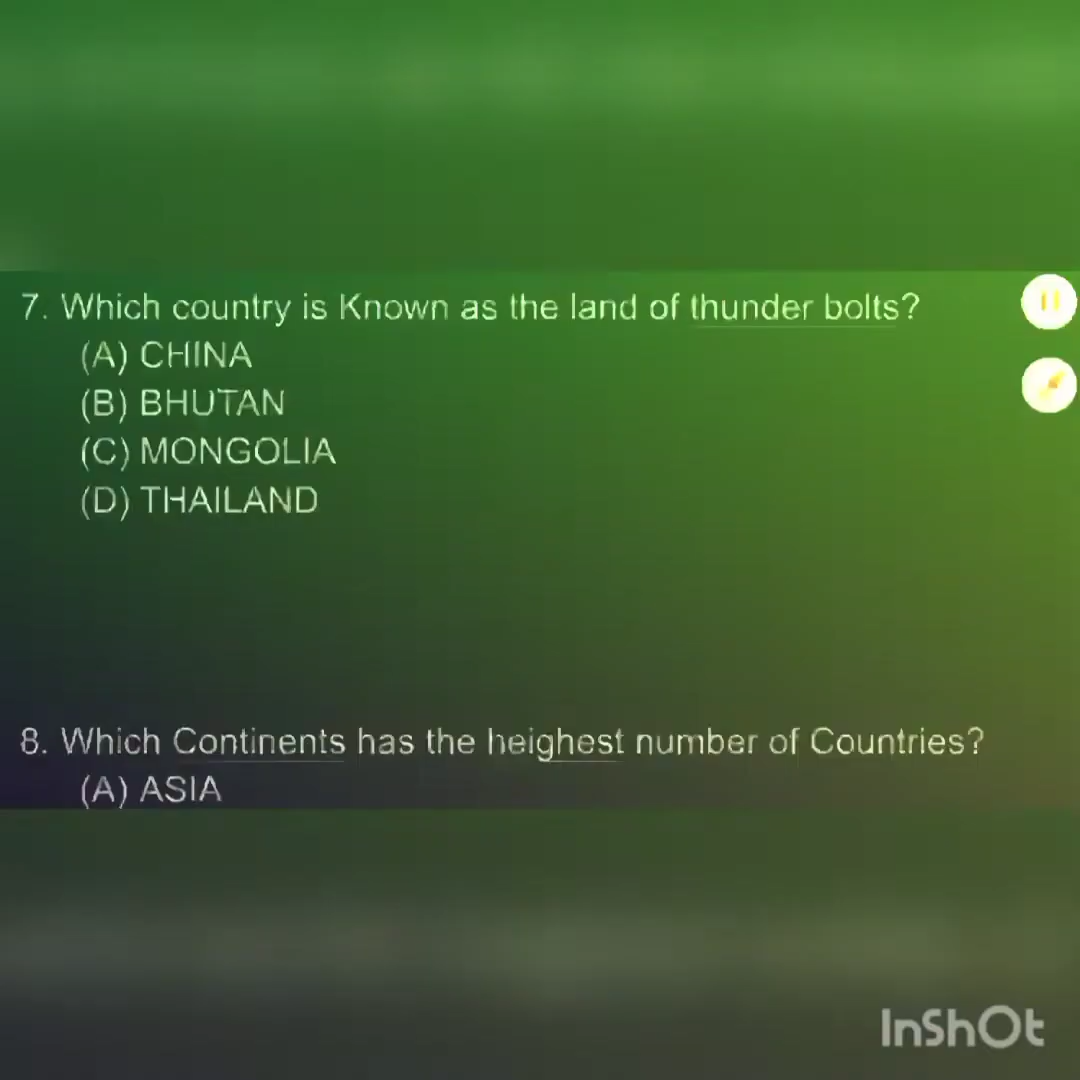 7. Which country is Known as the land of thunder bolts?
(A) CHINA
(B) BHUTAN
(C) MONGOLIA
(D) THAILAND
8. Which Continents has the heighest number of Countries?
(A) ASIA
InShOt